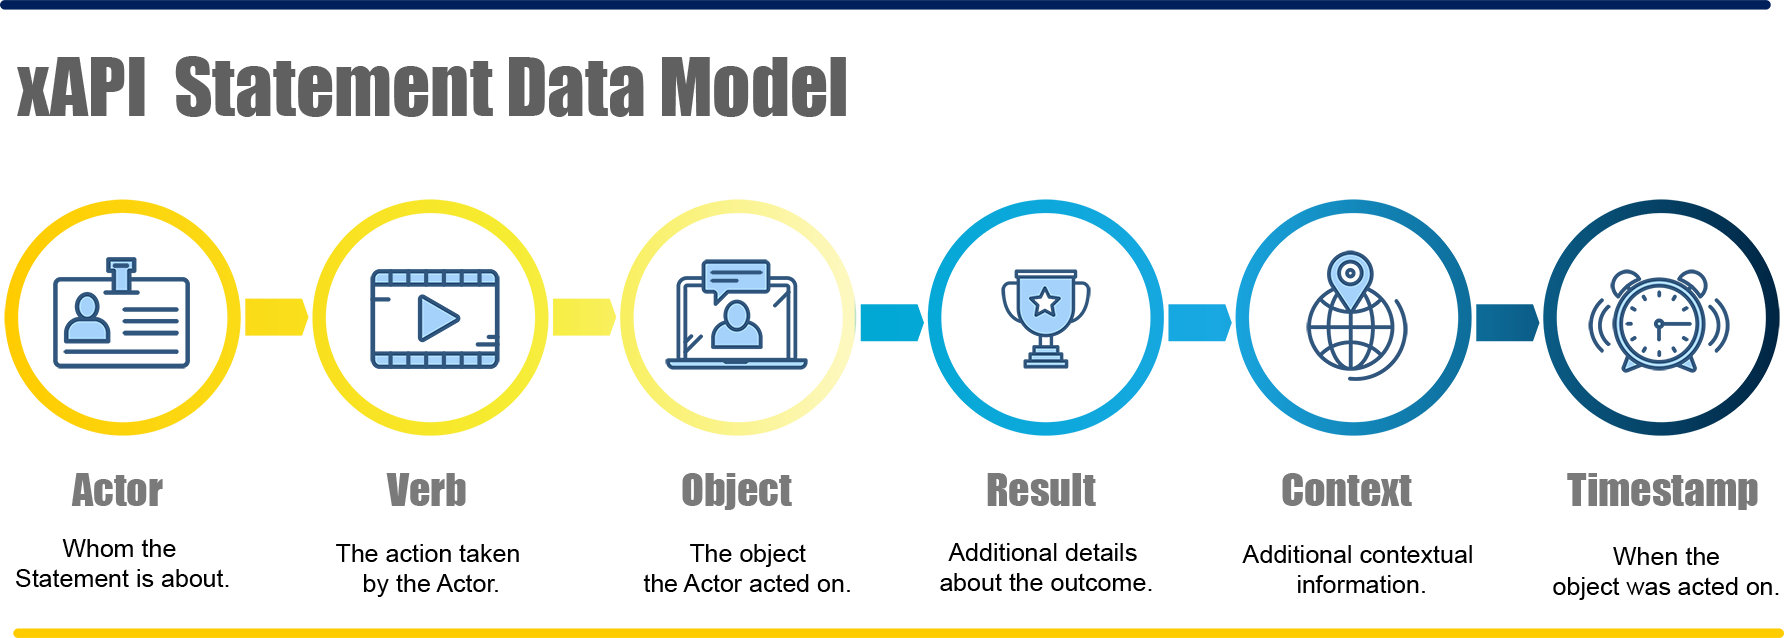 xAPI Statement Data Model
Actor
Whom the
Statement is about.
Verb
The action taken
by the Actor.
Object
The object
the Actor acted on.
Result
Additional details
about the outcome.
Context
Additional contextual
information.
Timestamp
When the
object was acted on.